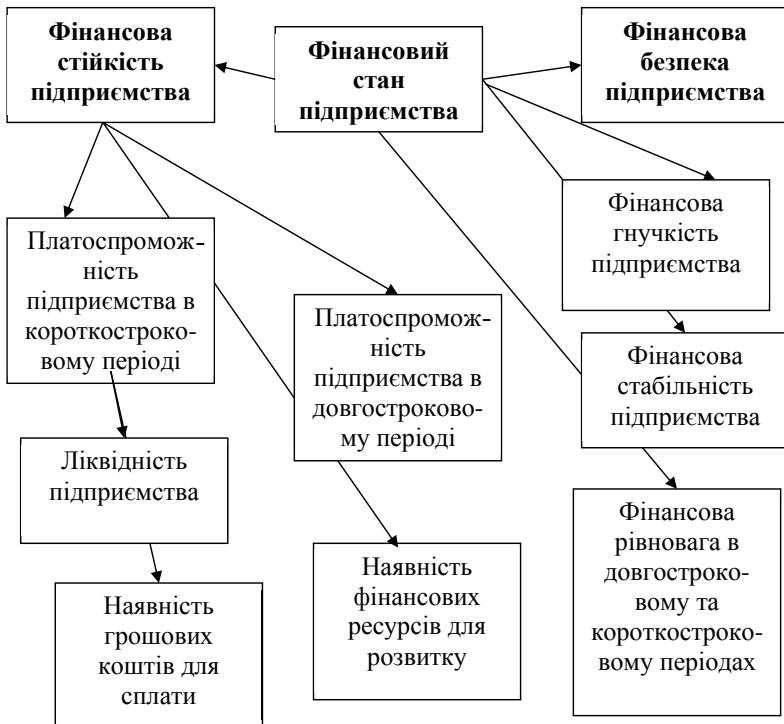 Фінансова
стійкість
підприємства
Фінансовий
стан
підприємства
Фінансова
безпека
підприємства
Фінансова
гнучкість
підприємства
Платоспромож-
ність
підприємства в
короткостроко-
вому періоді
Платоспромож-
ність
підприємства в
довгостроково-
му періоді
Фінансова
стабільність
підприємства
Ліквідність
підприємства
Фінансова
рівновага в
довгостроко-
вому та
короткостроко-
вому періодах
Наявність
фінансових
ресурсів для
розвитку
Наявність
грошових
коштів для
сплати